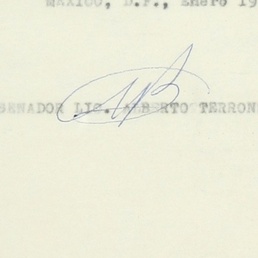 MEXICO, D.F., Enero 19
SENADOR LIC. ALBERTO TERRON